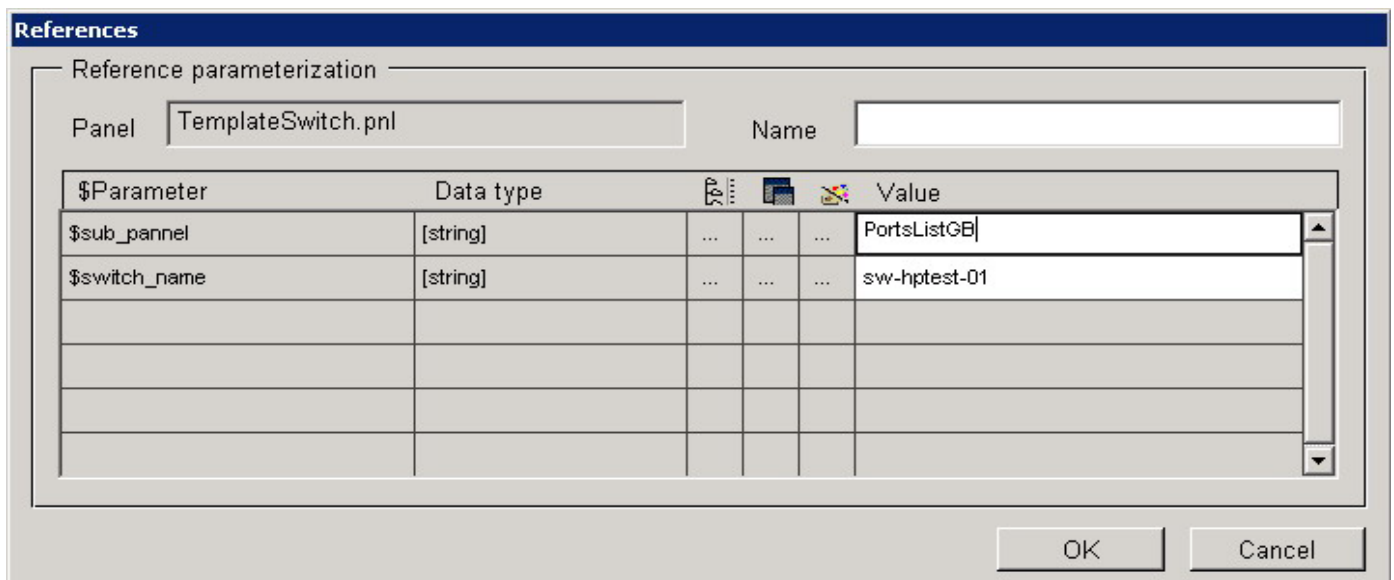 References
Reference parameterization
Panel TemplateSwitch.pnl Name
$Parameter Data type Value
$sub_pannel [string] ... ... ... PortsListGB
$switch_name [string] ... ... ... sw-hptest-01
OK Cancel